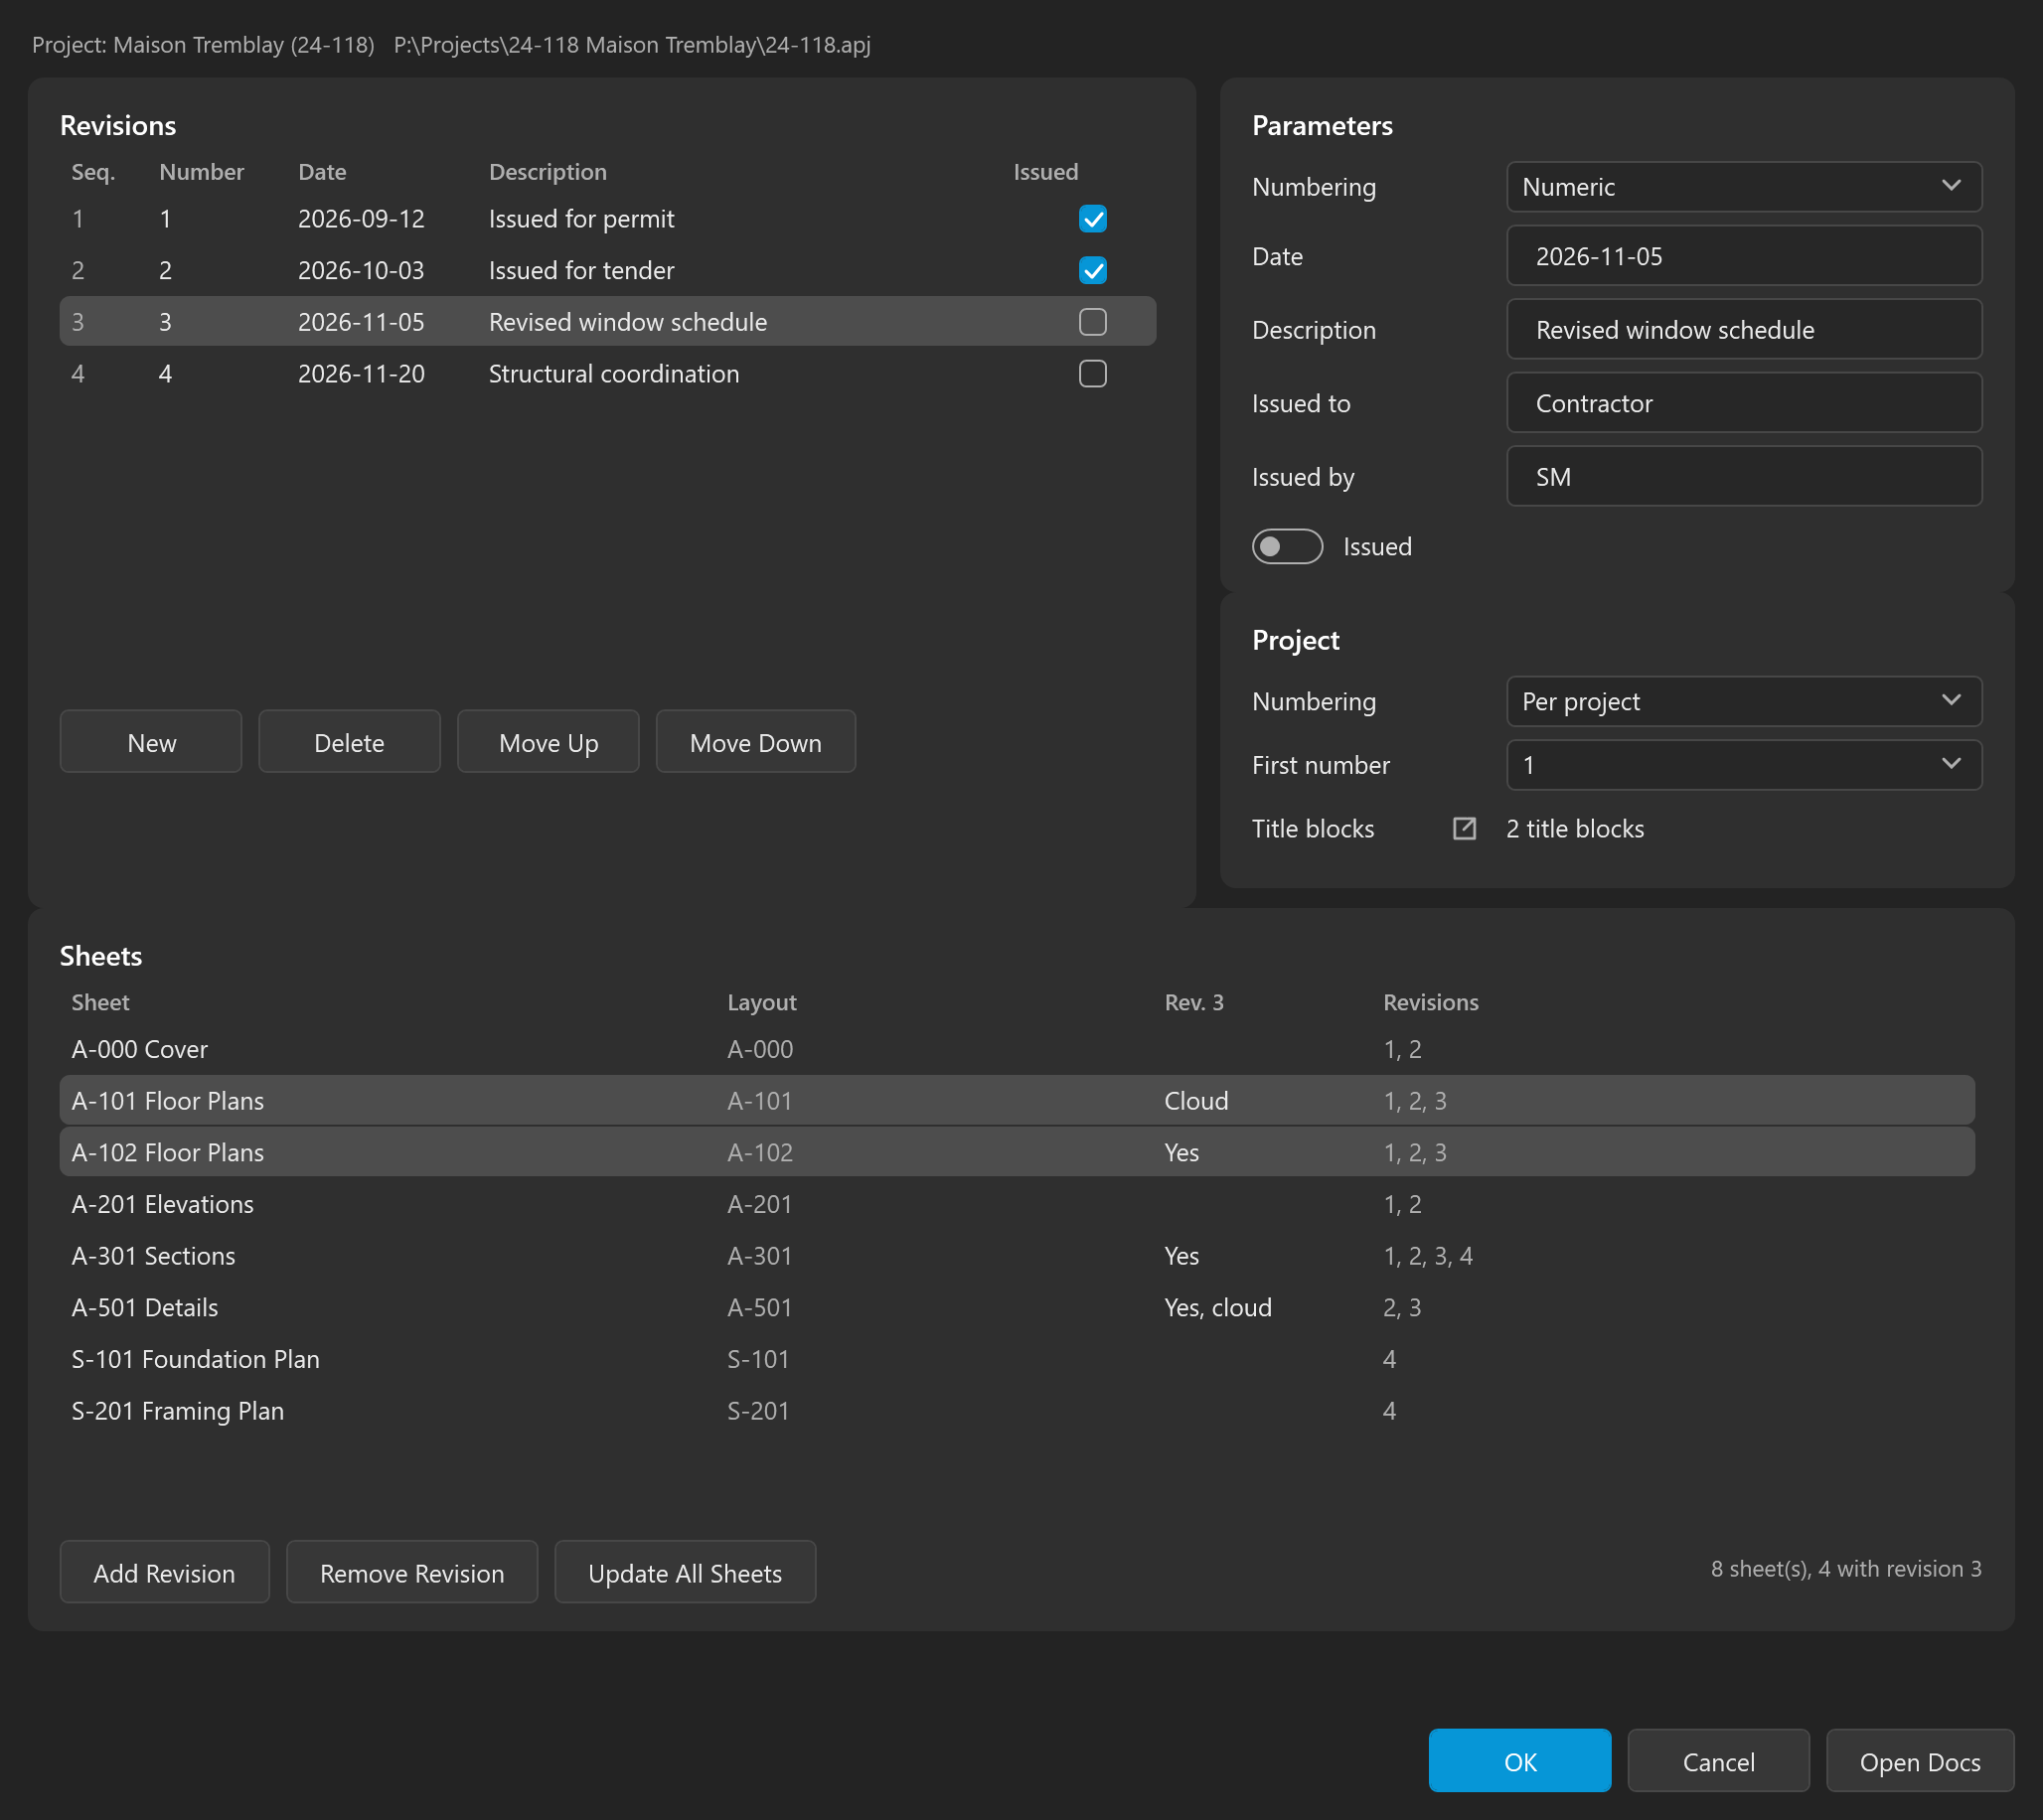 Project: Maison Tremblay (24-118) P:\Projects\24-118 Maison Tremblay\24-118.apj
Revisions
Seq. Number Date Description Issued
1 1 2026-09-12 Issued for permit
2 2 2026-10-03 Issued for tender
3 3 2026-11-05 Revised window schedule
4 4 2026-11-20 Structural coordination
New Delete Move Up Move Down
Parameters
Numbering Numeric
Date 2026-11-05
Description Revised window schedule
Issued to Contractor
Issued by SM
Issued
Project
Numbering Per project
First number 1
Title blocks 2 title blocks
Sheets
Sheet Layout Rev. 3 Revisions
A-000 Cover A-000 1, 2
A-101 Floor Plans A-101 Cloud 1, 2, 3
A-102 Floor Plans A-102 Yes 1, 2, 3
A-201 Elevations A-201 1, 2
A-301 Sections A-301 Yes 1, 2, 3, 4
A-501 Details A-501 Yes, cloud 2, 3
S-101 Foundation Plan S-101 4
S-201 Framing Plan S-201 4
Add Revision Remove Revision Update All Sheets 8 sheet(s), 4 with revision 3
OK Cancel Open Docs